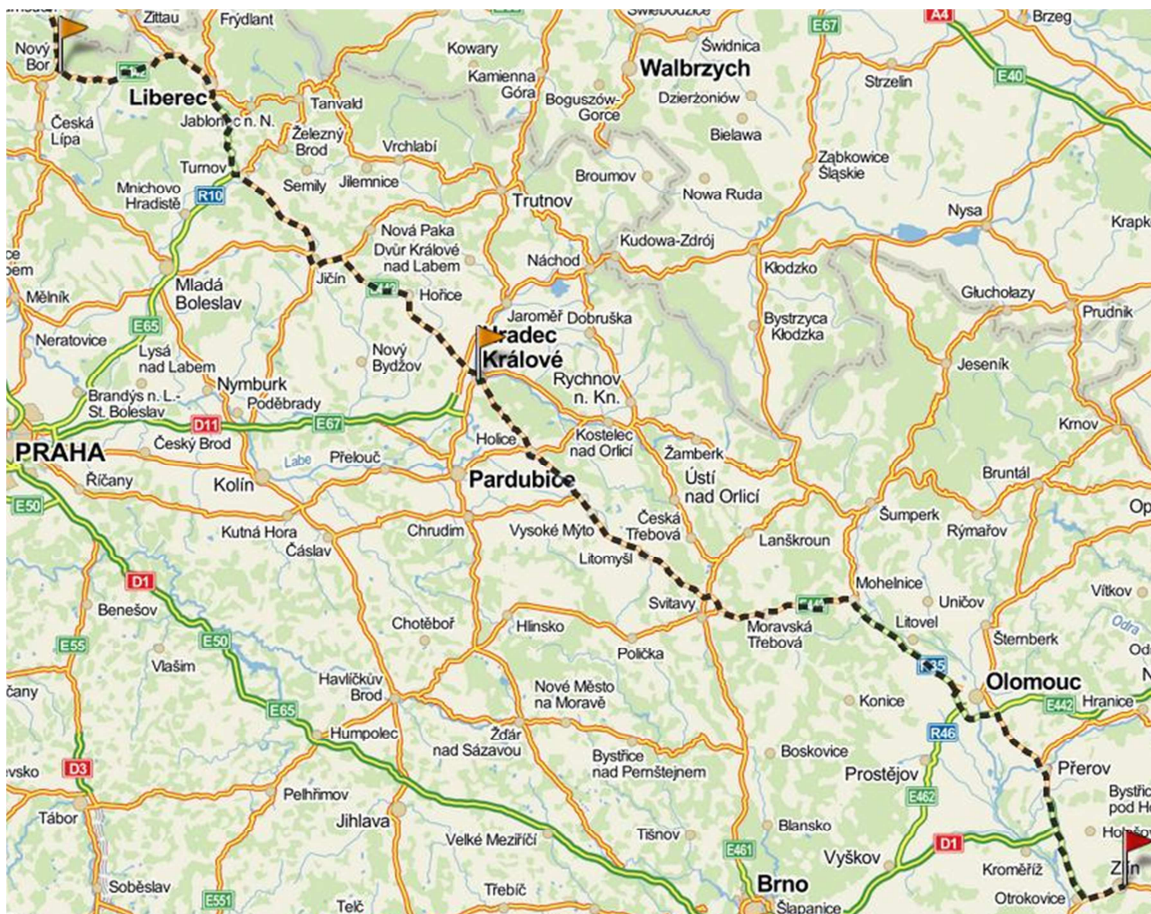 Zittau
Frýdlant
Świebodzice
E67
A4
Brzeg
Nový
Bor
Kowary
Świdnica
Walbrzych
Strzelin
E40
Liberec
Kamienna
Góra
Boguszów-
Gorce
Dzierżoniów
Tanvald
Jablonec n. N.
Česká
Lípa
Železný
Brod
Bielawa
Vrchlabí
Turnov
Ząbkowice
Śląskie
Semily
Jilemnice
Broumov
Nowa Ruda
Mnichovo
Hradiště
R10
Trutnov
Nysa
Nová Paka
Kudowa-Zdrój
Dvůr Králové
nad Labem
Náchod
Kłodzko
Jičín
Mladá
Boleslav
Hořice
Głuchołazy
Mělník
Jaroměř
Dobruška
Bystrzyca
Kłodzka
Prudnik
E65
Neratovice
Hradec
Králové
Lysá
nad Labem
Nový
Bydžov
Jeseník
Nymburk
Rychnov
n. Kn.
Brandýs n. L.-
St. Boleslav
Poděbrady
D11
E67
Krnov
PRAHA
Český Brod
Holice
Kostelec
nad Orlicí
Žamberk
Labe
Přelouč
Pardubice
Ústí
nad Orlicí
Bruntál
Říčany
Kolín
E50
Kutná Hora
Chrudim
Vysoké Mýto
Česká
Třebová
Šumperk
Rýmařov
Čáslav
Lanškroun
Litomyšl
D1
Mohelnice
Benešov
Svitavy
Uničov
Vítkov
Chotěboř
Hlinsko
Moravská
Třebová
Litovel
Odra
E50
E55
Polička
Šternberk
Vlašim
R35
Havlíčkův
Brod
Nové Město
na Moravě
Konice
Olomouc
Hranice
E442
E65
Humpolec
Žďár
nad Sázavou
R46
Bystřice
nad Pernštejnem
Boskovice
D3
Prostějov
Přerov
Pelhřimov
E462
Tábor
Jihlava
Blansko
Velké Meziříčí
Tišnov
D1
E461
Vyškov
Kroměříž
Zlín
Soběslav
Brno
Třebíč
Otrokovice
E551
Telč
Šlapanice